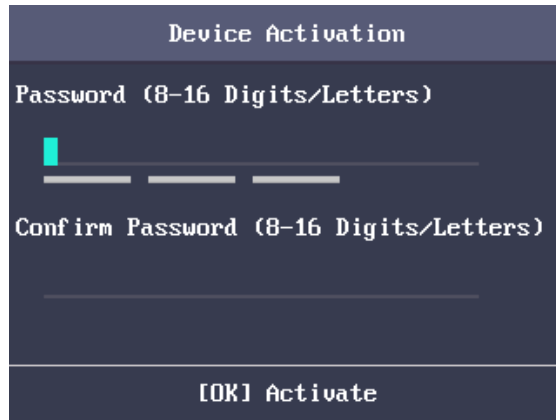 Device Activation
Password (8-16 Digits/Letters)
Confirm Password (8-16 Digits/Letters)
[OK] Activate